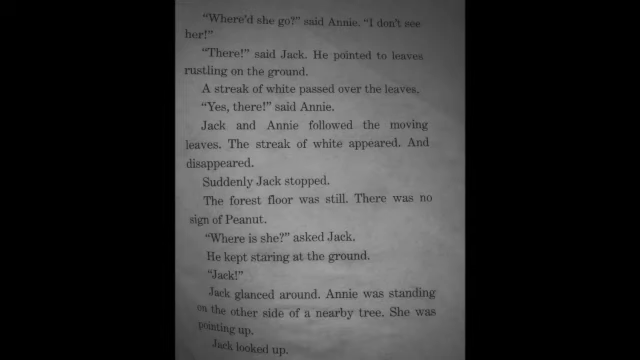 “Where’d she go?” said Annie. “I don’t see
her!”
“There!” said Jack. He pointed to leaves
rustling on the ground.
A streak of white passed over the leaves.
“Yes, there!” said Annie.
Jack and Annie followed the moving
leaves. The streak of white appeared. And
disappeared.
Suddenly Jack stopped.
The forest floor was still. There was no
sign of Peanut.
“Where is she?” asked Jack.
He kept staring at the ground.
“Jack!”
Jack glanced around. Annie was standing
on the other side of a nearby tree. She was
pointing up.
Jack looked up.